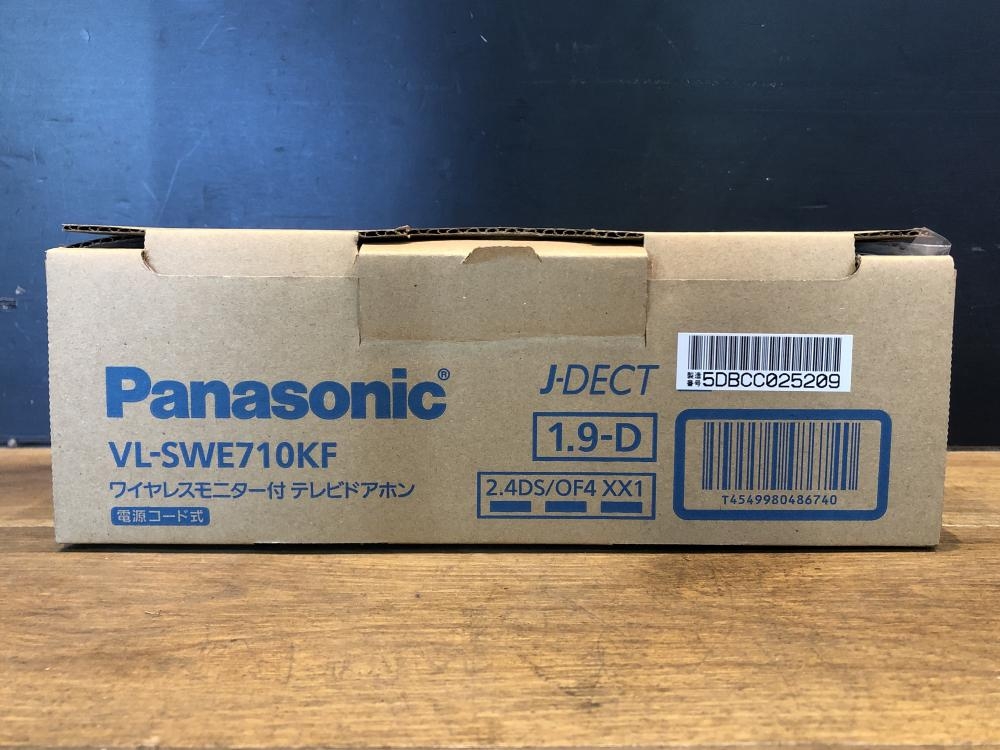 Panasonic®
VL-SWE710KF
ワイヤレスモニター付 テレビドアホン
電源コード式
J-DECT
1.9-D
2.4DS/OF4 XX1
製造番号 5DBCC025209
T4549980486740